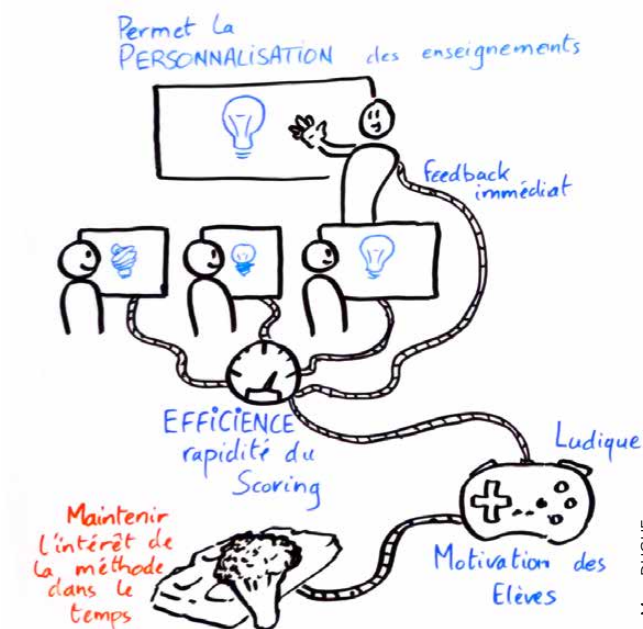 Permet la
PERSONNALISATION des enseignements
Feedback
immédiat
EFFICIENCE
rapidité du
Scoring
Ludique
Motivation des
Elèves
Maintenir
l'intérêt de
la méthode
dans le
temps